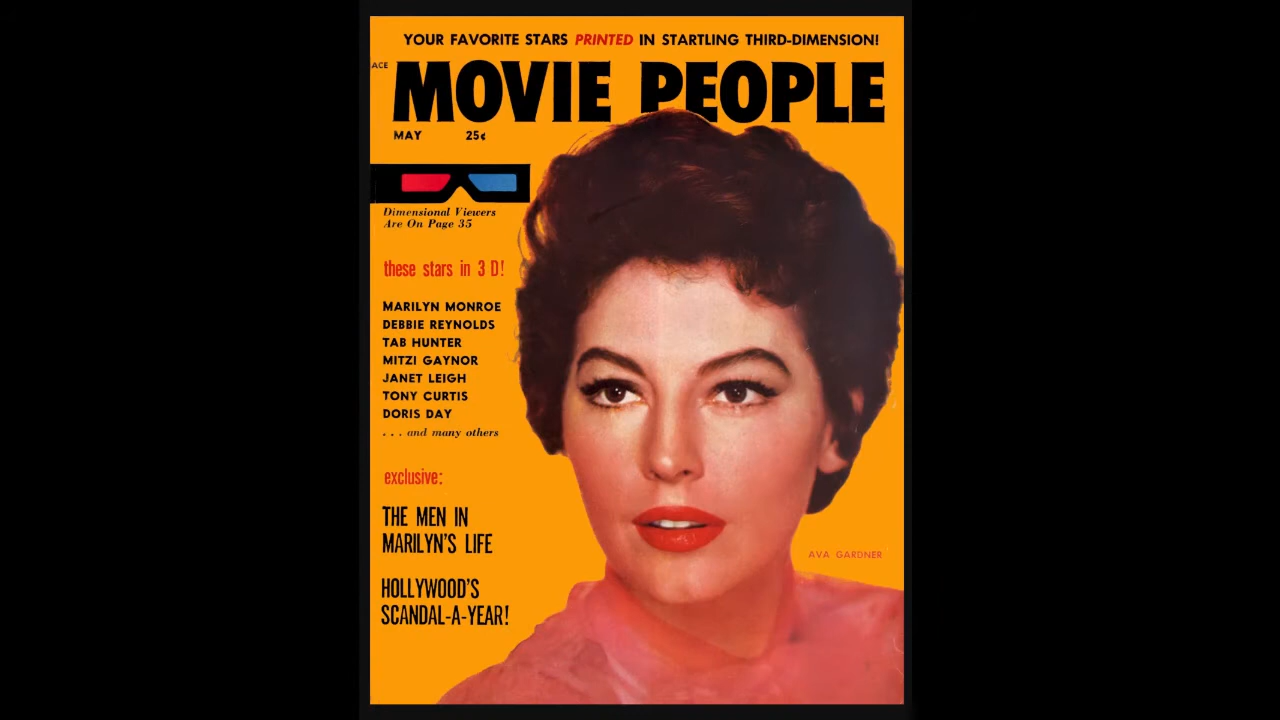 YOUR FAVORITE STARS PRINTED IN STARTLING THIRD-DIMENSION!
ACE
MOVIE PEOPLE
MAY 25¢
Dimensional Viewers
Are On Page 35
these stars in 3 D!
MARILYN MONROE
DEBBIE REYNOLDS
TAB HUNTER
MITZI GAYNOR
JANET LEIGH
TONY CURTIS
DORIS DAY
. . . and many others
exclusive:
THE MEN IN
MARILYN'S LIFE
AVA GARDNER
HOLLYWOOD'S
SCANDAL-A-YEAR!